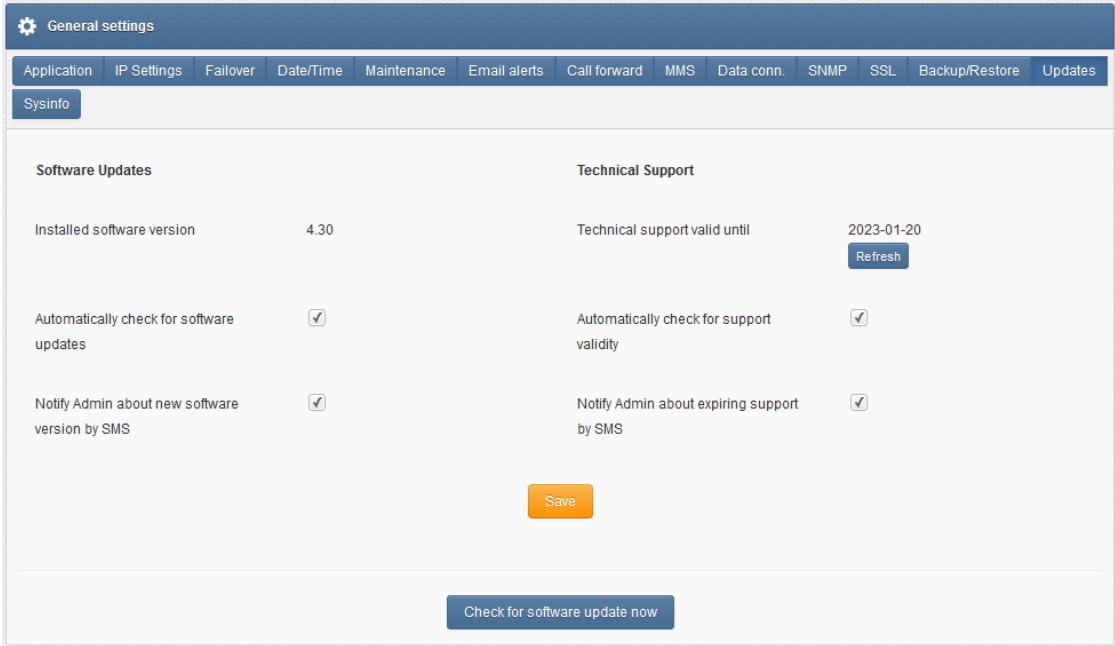 General settings
Application IP Settings Failover Date/Time Maintenance Email alerts Call forward MMS Data conn. SNMP SSL Backup/Restore Updates
Sysinfo
Software Updates
Installed software version 4.30
Automatically check for software
updates
Notify Admin about new software
version by SMS
Technical Support
Technical support valid until 2023-01-20
Refresh
Automatically check for support
validity
Notify Admin about expiring support
by SMS
Save
Check for software update now